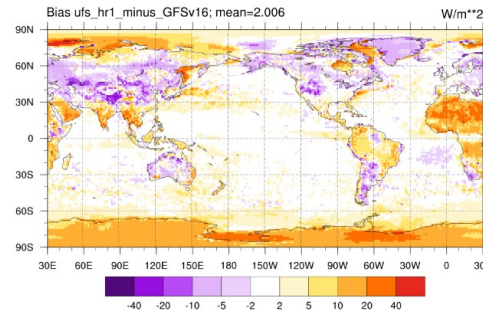 Bias ufs_hr1_minus_GFSv16; mean=2.006 W/m**2
90N
60N
30N
0
30S
60S
90S
30E 60E 90E 120E 150E 180 150W 120W 90W 60W 30W 0 30E
-40 -20 -10 -5 -2 2 5 10 20 40